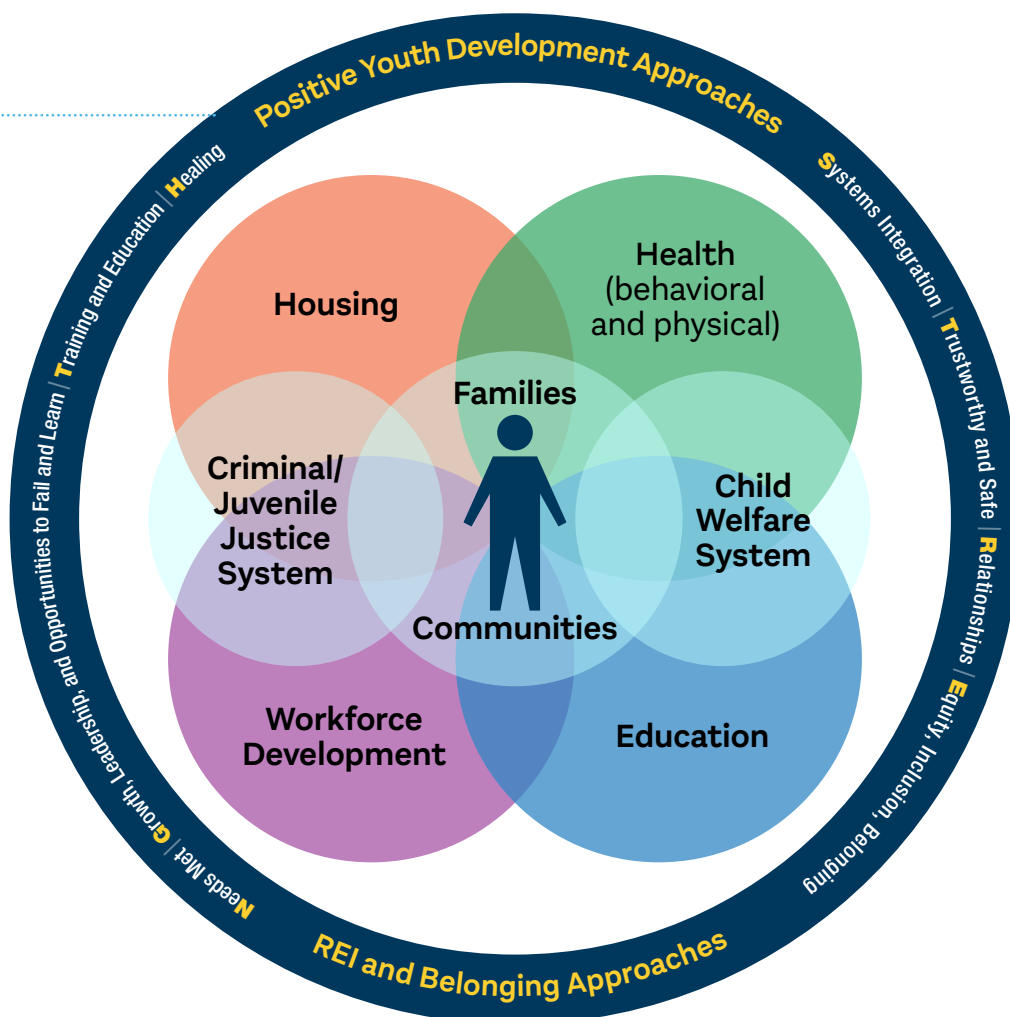 Positive Youth Development Approaches
Systems Integration | Trustworthy and Safe | Relationships | Equity, Inclusion, Belonging
REI and Belonging Approaches
Needs Met | Growth, Leadership, and Opportunities to Fail and Learn | Training and Education | Healing
Housing
Health
(behavioral
and physical)
Families
Criminal/
Juvenile
Justice
System
Child
Welfare
System
Communities
Workforce
Development
Education